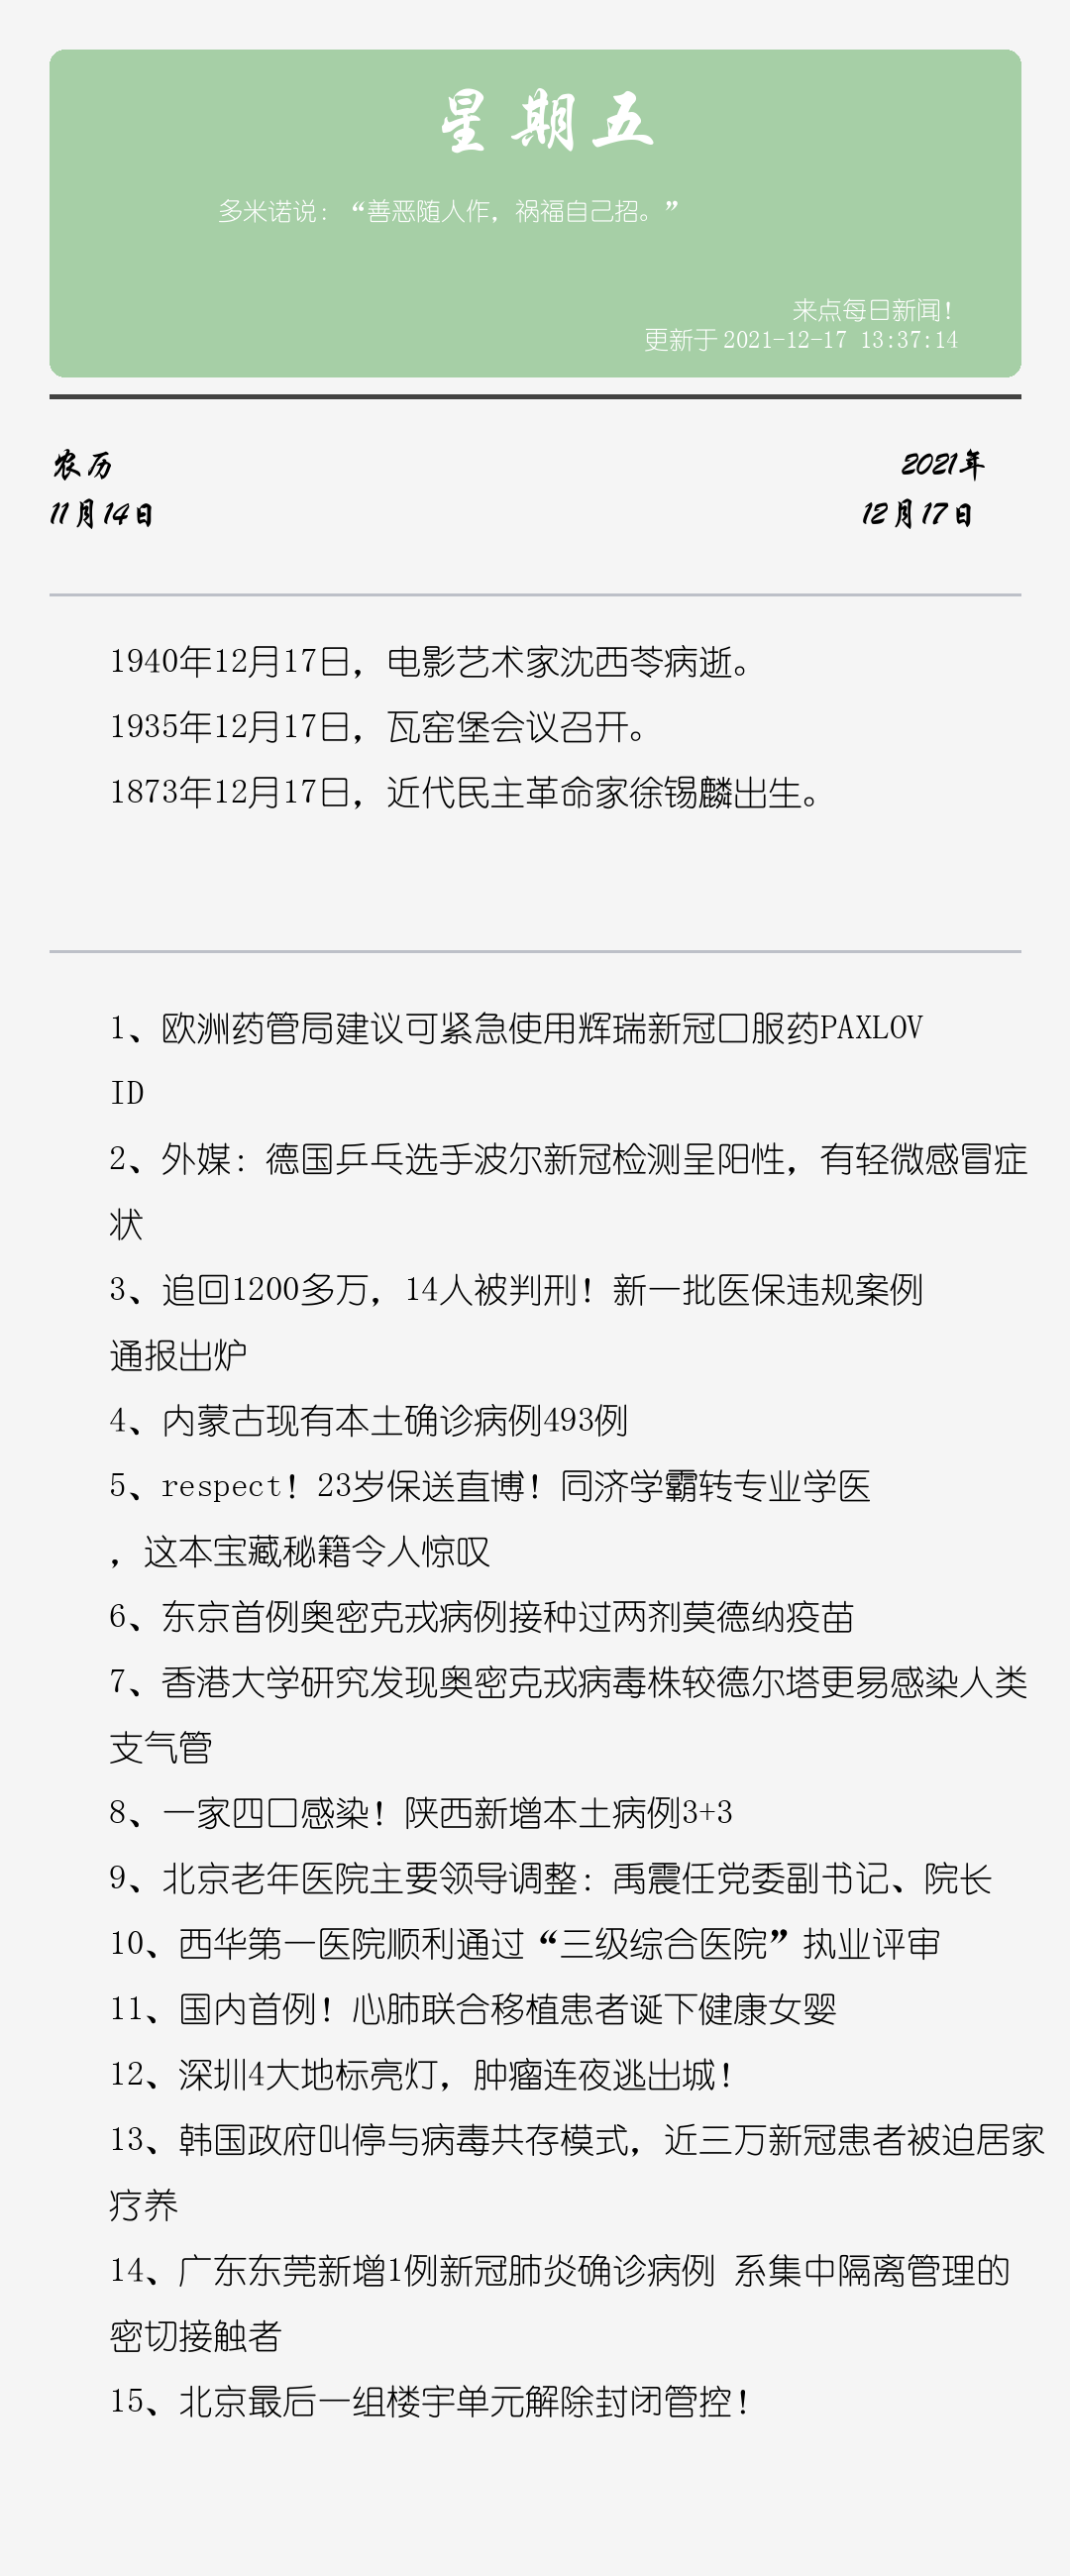 星期五
多米诺说：“善恶随人作，祸福自己招。”
来点每日新闻！
更新于 2021-12-17 13:37:14
农历
11月14日
2021年
12月17日
1940年12月17日，电影艺术家沈西苓病逝。
1935年12月17日，瓦窑堡会议召开。
1873年12月17日，近代民主革命家徐锡麟出生。
1、欧洲药管局建议可紧急使用辉瑞新冠口服药PAXLOV
ID
2、外媒：德国乒乓选手波尔新冠检测呈阳性，有轻微感冒症
状
3、追回1200多万，14人被判刑！新一批医保违规案例
通报出炉
4、内蒙古现有本土确诊病例493例
5、respect！23岁保送直博！同济学霸转专业学医
，这本宝藏秘籍令人惊叹
6、东京首例奥密克戎病例接种过两剂莫德纳疫苗
7、香港大学研究发现奥密克戎病毒株较德尔塔更易感染人类
支气管
8、一家四口感染！陕西新增本土病例3+3
9、北京老年医院主要领导调整：禹震任党委副书记、院长
10、西华第一医院顺利通过“三级综合医院”执业评审
11、国内首例！心肺联合移植患者诞下健康女婴
12、深圳4大地标亮灯，肿瘤连夜逃出城！
13、韩国政府叫停与病毒共存模式，近三万新冠患者被迫居家
疗养
14、广东东莞新增1例新冠肺炎确诊病例 系集中隔离管理的
密切接触者
15、北京最后一组楼宇单元解除封闭管控！